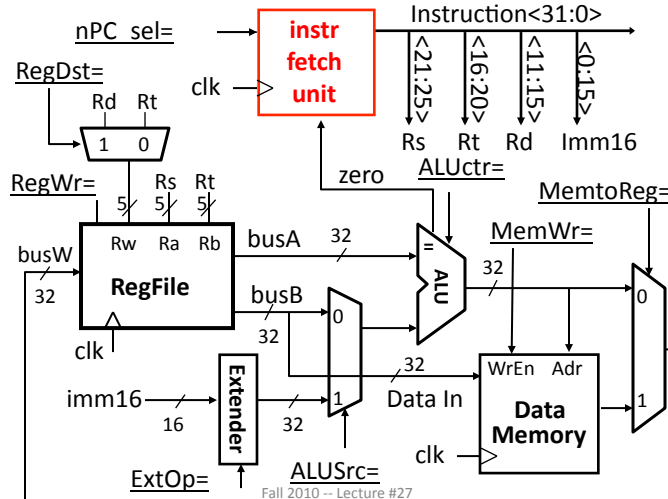 Instruction<31:0>
nPC_sel=
instr
fetch
unit
<21:25>
<16:20>
<11:15>
<0:15>
RegDst=
clk
Rd Rt
1 0
Rs Rt Rd Imm16
zero
ALUctr=
MemtoReg=
RegWr=
Rs Rt
5 5 5
Rw Ra Rb
busW
32
RegFile
clk
busA
32
busB
32
=
ALU
MemWr=
32
0
1
0
1
imm16
16
Extender
32
ExtOp=
ALUSrc=
32
Data In
WrEn Adr
Data
Memory
clk
Fall 2010 -- Lecture #27